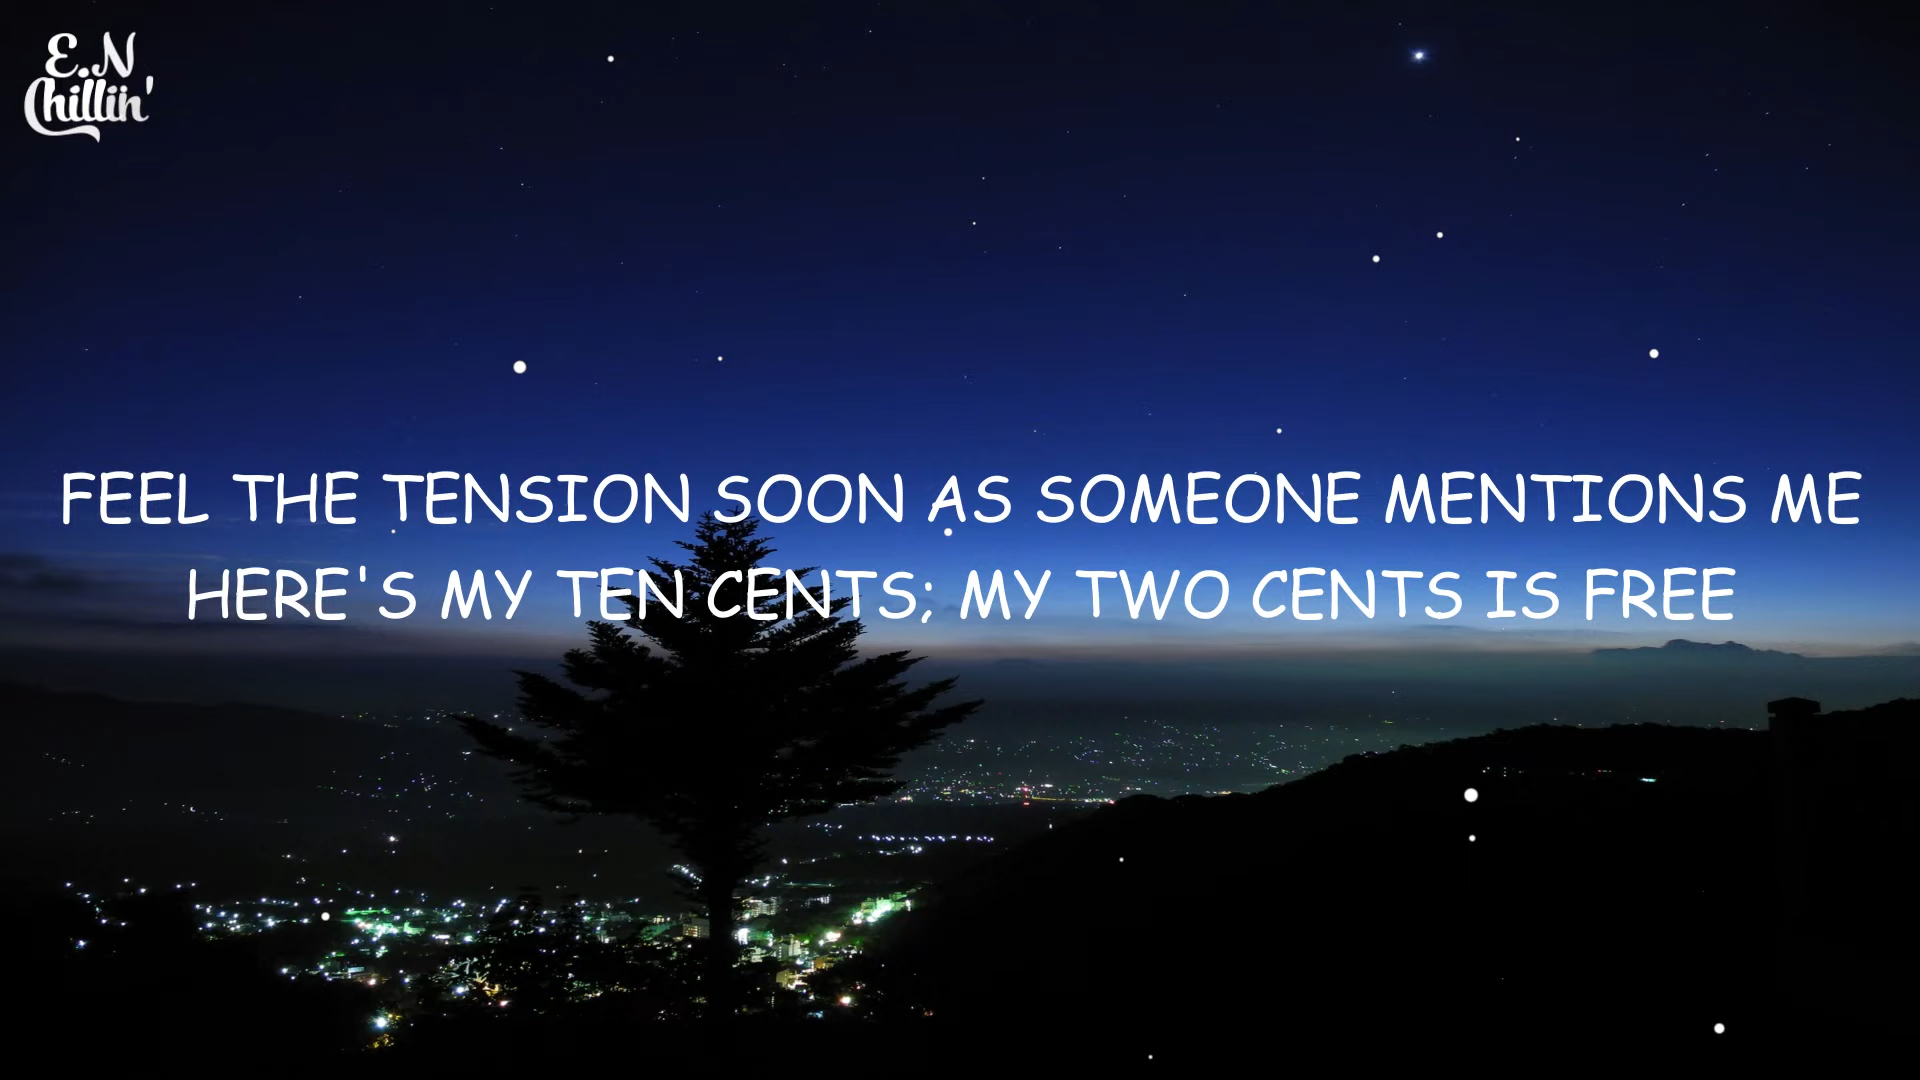 E.N
Chillin'
FEEL THE TENSION SOON AS SOMEONE MENTIONS ME
HERE'S MY TEN CENTS; MY TWO CENTS IS FREE